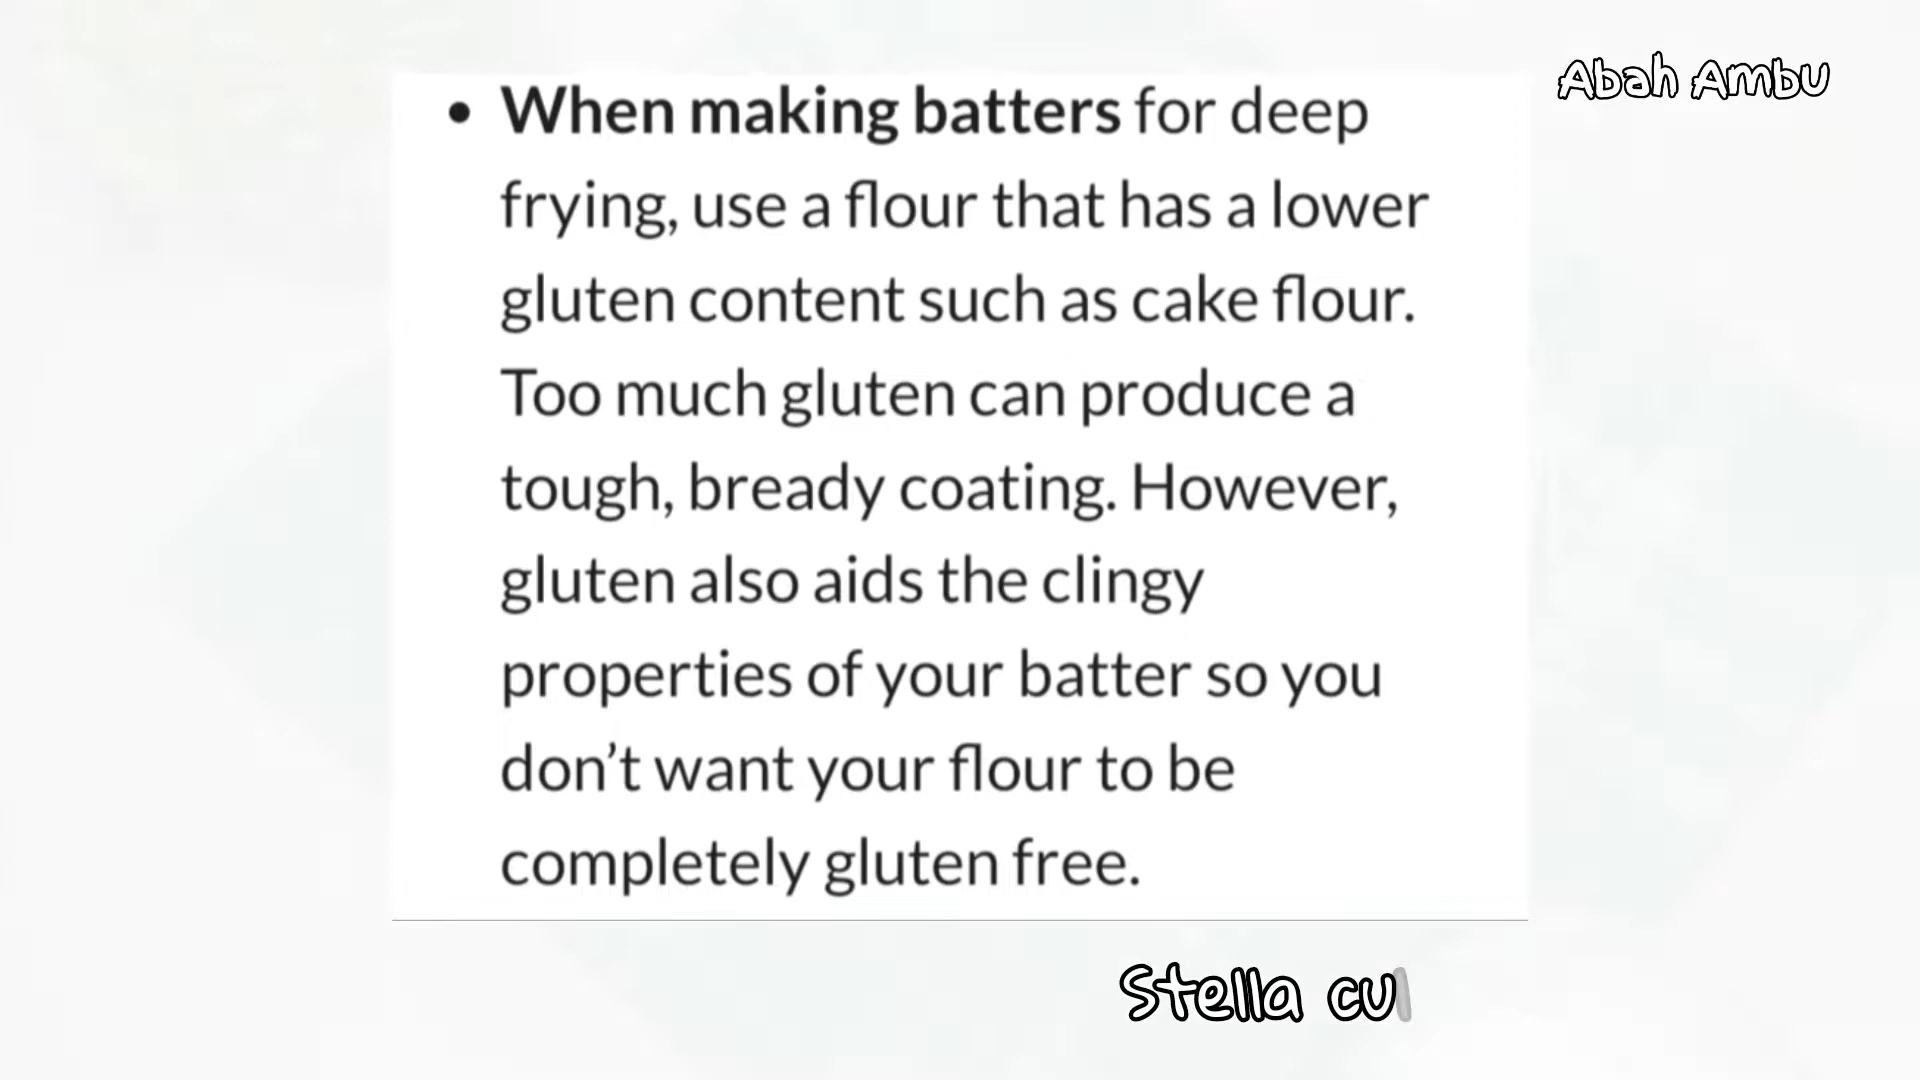 Abah Ambu
• When making batters for deep
frying, use a flour that has a lower
gluten content such as cake flour.
Too much gluten can produce a
tough, bready coating. However,
gluten also aids the clingy
properties of your batter so you
don’t want your flour to be
completely gluten free.
Stella cul